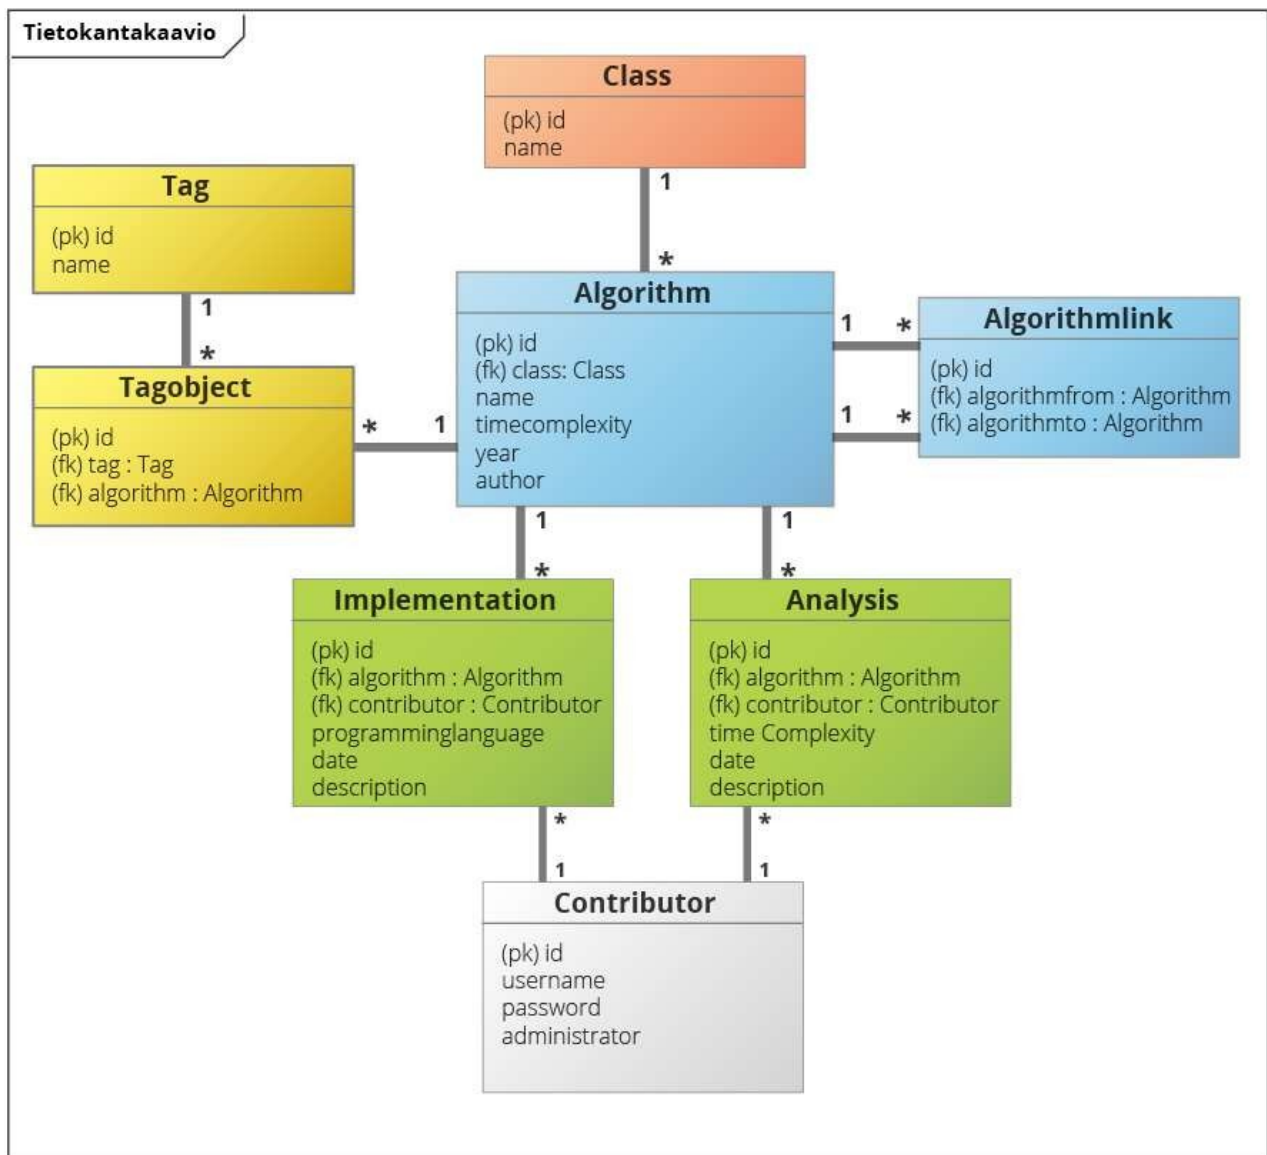 Tietokantakaavio
Class
(pk) id
name
1
*
Tag
(pk) id
name
1
*
Tagobject
(pk) id
(fk) tag : Tag
(fk) algorithm : Algorithm
*
1
Algorithm
(pk) id
(fk) class: Class
name
timecomplexity
year
author
1
*
1
*
Algorithmlink
(pk) id
(fk) algorithmfrom : Algorithm
(fk) algorithmto : Algorithm
1
*
1
*
Implementation
(pk) id
(fk) algorithm : Algorithm
(fk) contributor : Contributor
programminglanguage
date
description
*
1
Analysis
(pk) id
(fk) algorithm : Algorithm
(fk) contributor : Contributor
time Complexity
date
description
*
1
Contributor
(pk) id
username
password
administrator